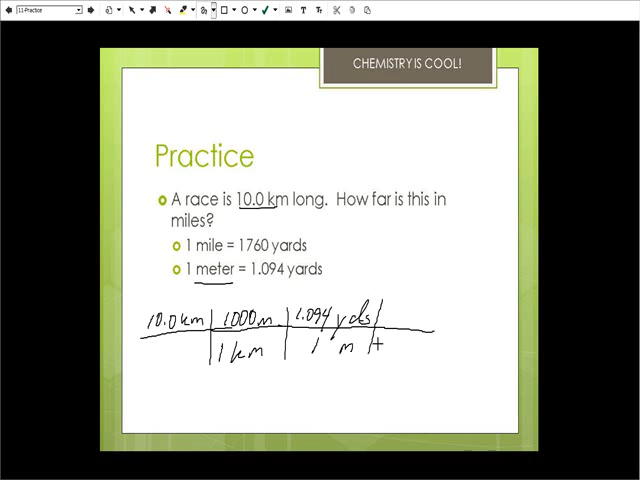 11-Practice
CHEMISTRY IS COOL!
Practice
A race is 10.0 km long. How far is this in
miles?
1 mile = 1760 yards
1 meter = 1.094 yards
10.0 km | 1000 m | 1.094 yds |
1 km | 1 m |